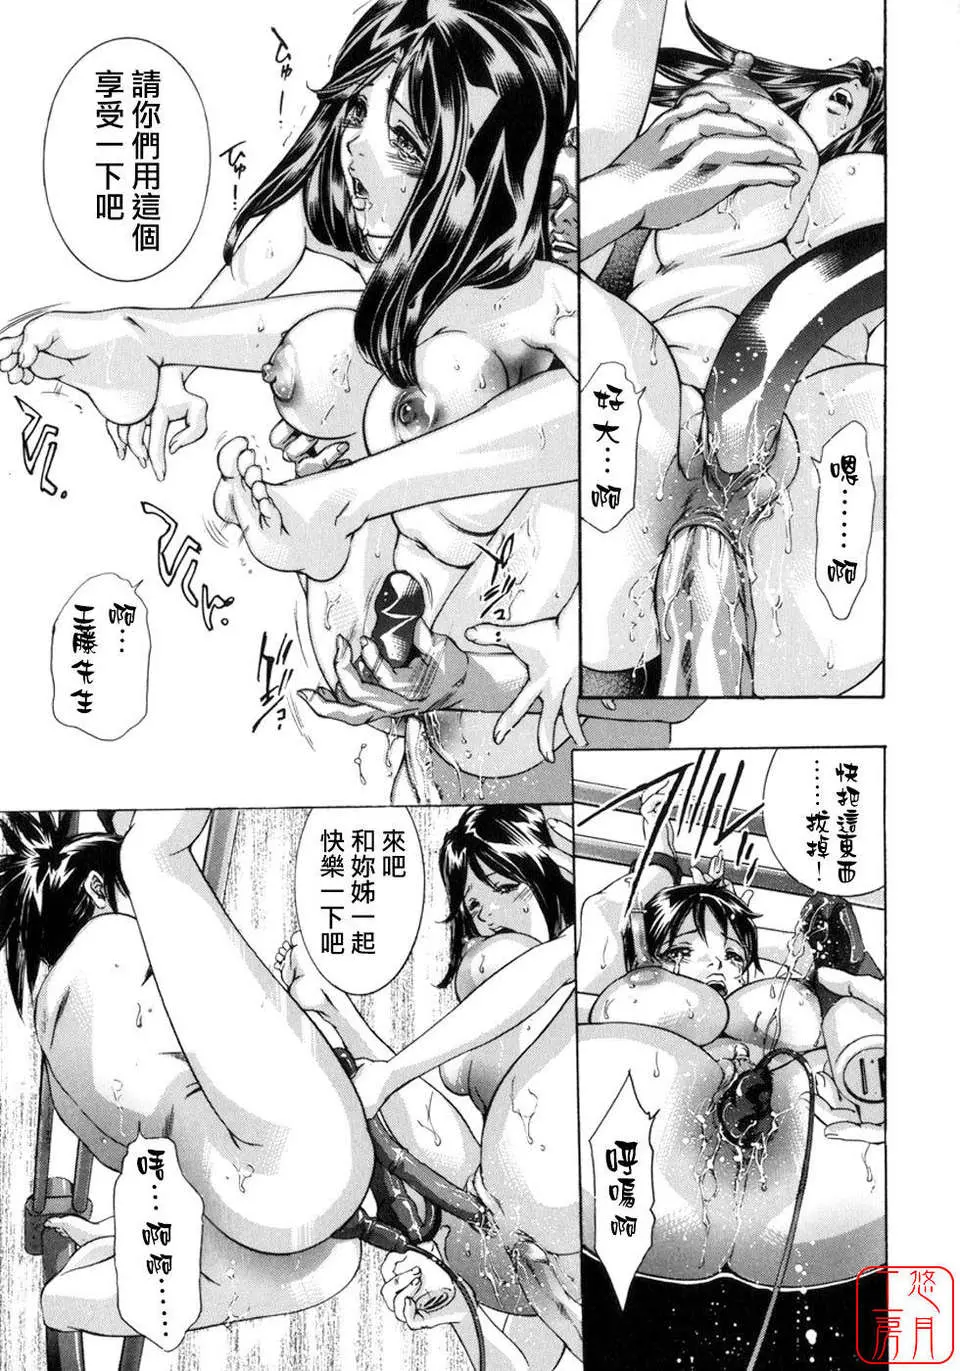 嗯……啊
好大…啊
請你們用這個
享受一下吧
啊…
工藤先生
快把這東西
……拔掉！
嗚啊
來吧
和妳姊一起
快樂一下吧
啊啊…
悠月
工房